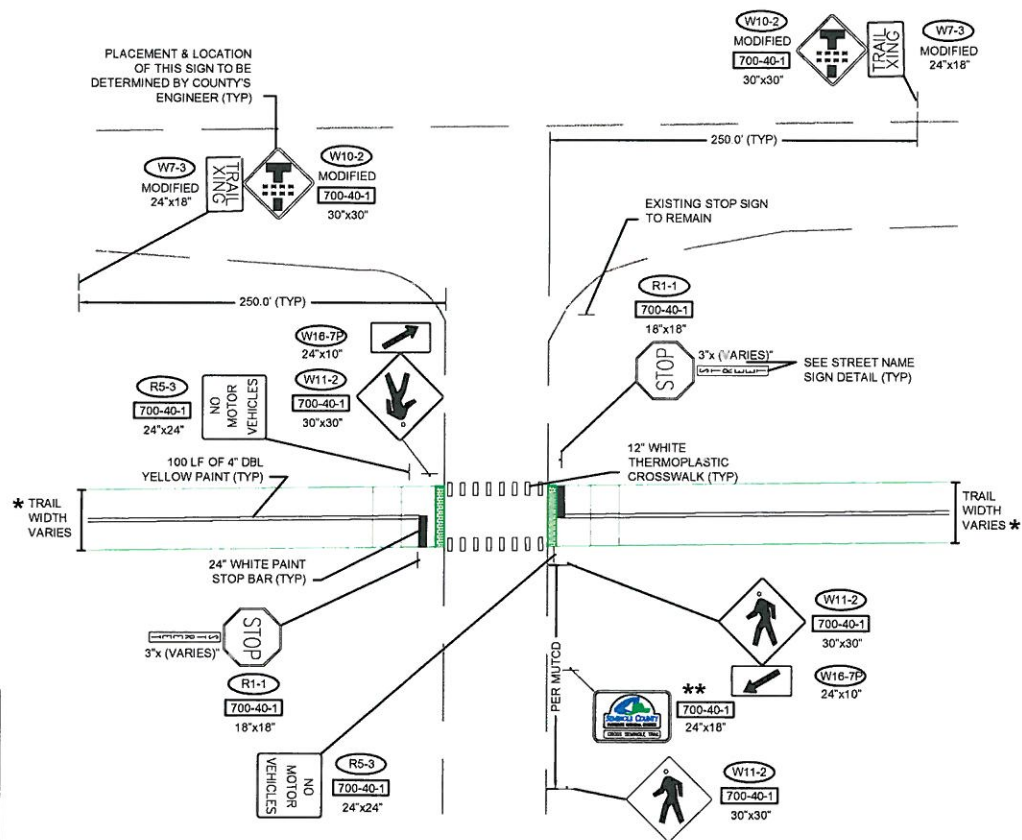 W10-2
MODIFIED
700-40-1
30"x30"
TRAIL
XING
W7-3
MODIFIED
24"x18"
PLACEMENT & LOCATION
OF THIS SIGN TO BE
DETERMINED BY COUNTY'S
ENGINEER (TYP)
250.0' (TYP)
W7-3
MODIFIED
24"x18"
TRAIL
XING
W10-2
MODIFIED
700-40-1
30"x30"
EXISTING STOP SIGN
TO REMAIN
250.0' (TYP)
R1-1
700-40-1
18"x18"
STOP
STREET
3"x (VARIES)"
SEE STREET NAME
SIGN DETAIL (TYP)
W16-7P
24"x10"
W11-2
700-40-1
30"x30"
R5-3
700-40-1
24"x24"
NO
MOTOR
VEHICLES
100 LF OF 4" DBL
YELLOW PAINT (TYP)
12" WHITE
THERMOPLASTIC
CROSSWALK (TYP)
* TRAIL
WIDTH
VARIES
TRAIL
WIDTH
VARIES *
24" WHITE PAINT
STOP BAR (TYP)
STREET
3"x (VARIES)"
STOP
R1-1
700-40-1
18"x18"
W11-2
700-40-1
30"x30"
W16-7P
24"x10"
PER MUTCD
SEMINOLE COUNTY
CROSS SEMINOLE TRAIL
**
700-40-1
24"x18"
NO
MOTOR
VEHICLES
R5-3
700-40-1
24"x24"
W11-2
700-40-1
30"x30"